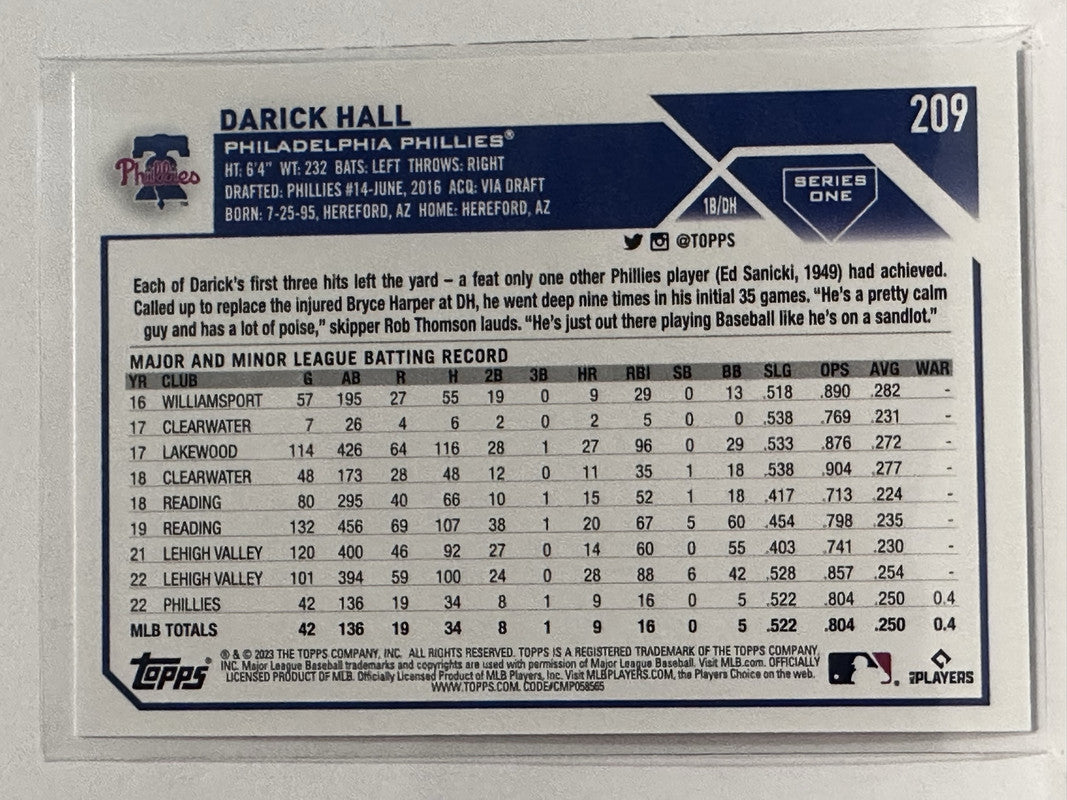 DARICK HALL
209
PHILADELPHIA PHILLIES®
Phillies
HT: 6'4" WT: 232 BATS: LEFT THROWS: RIGHT
DRAFTED: PHILLIES #14-JUNE, 2016 ACQ: VIA DRAFT
BORN: 7-25-95, HEREFORD, AZ HOME: HEREFORD, AZ
1B/DH
SERIES
ONE
@TOPPS
Each of Darick's first three hits left the yard – a feat only one other Phillies player (Ed Sanicki, 1949) had achieved.
Called up to replace the injured Bryce Harper at DH, he went deep nine times in his initial 35 games. “He's a pretty calm
guy and has a lot of poise,” skipper Rob Thomson lauds. “He's just out there playing Baseball like he's on a sandlot.”
MAJOR AND MINOR LEAGUE BATTING RECORD
YR CLUB G AB R H 2B 3B HR RBI SB BB SLG OPS AVG WAR
16 WILLIAMSPORT 57 195 27 55 19 0 9 29 0 13 .518 .890 .282 -
17 CLEARWATER 7 26 4 6 2 0 2 5 0 0 .538 .769 .231 -
17 LAKEWOOD 114 426 64 116 28 1 27 96 0 29 .533 .876 .272 -
18 CLEARWATER 48 173 28 48 12 0 11 35 1 18 .538 .904 .277 -
18 READING 80 295 40 66 10 1 15 52 1 18 .417 .713 .224 -
19 READING 132 456 69 107 38 1 20 67 5 60 .454 .798 .235 -
21 LEHIGH VALLEY 120 400 46 92 27 0 14 60 0 55 .403 .741 .230 -
22 LEHIGH VALLEY 101 394 59 100 24 0 28 88 6 42 .528 .857 .254 -
22 PHILLIES 42 136 19 34 8 1 9 16 0 5 .522 .804 .250 0.4
MLB TOTALS 42 136 19 34 8 1 9 16 0 5 .522 .804 .250 0.4
® & © 2023 THE TOPPS COMPANY, INC. ALL RIGHTS RESERVED. TOPPS IS A REGISTERED TRADEMARK OF THE TOPPS COMPANY,
INC. Major League Baseball trademarks and copyrights are used with permission of Major League Baseball. Visit MLB.com. OFFICIALLY
LICENSED PRODUCT OF MLB. Officially Licensed Product of MLB Players, Inc. Visit MLBPLAYERS.COM, the Players Choice on the web.
WWW.TOPPS.COM. CODE#CMP058565
Topps®
PLAYERS